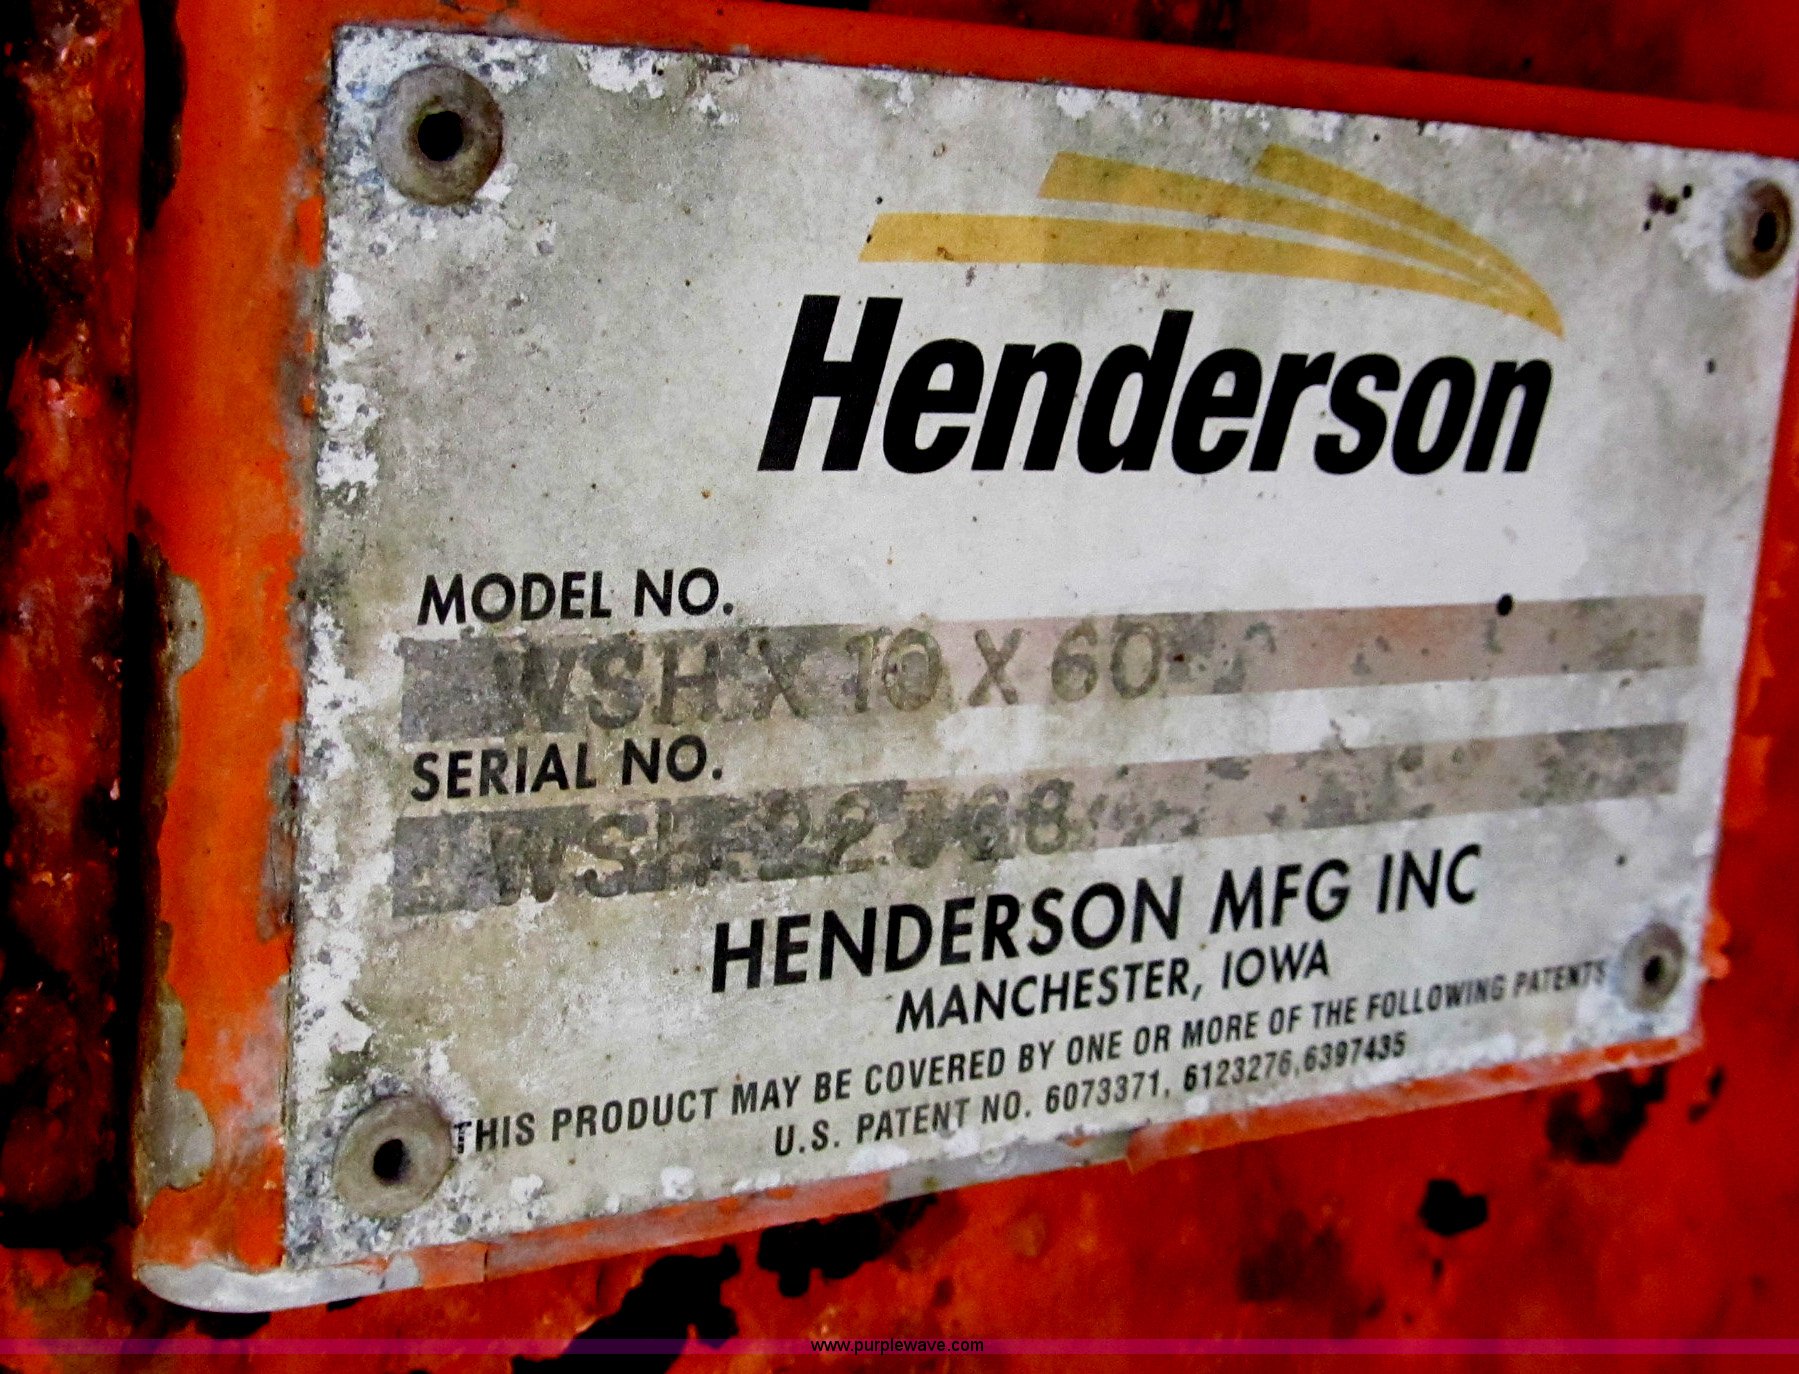 Henderson
MODEL NO.
WSH X 10 X 60
SERIAL NO.
HENDERSON MFG INC
MANCHESTER, IOWA
THIS PRODUCT MAY BE COVERED BY ONE OR MORE OF THE FOLLOWING PATENTS
U.S. PATENT NO. 6073371, 6123276,6397435
www.purplewave.com